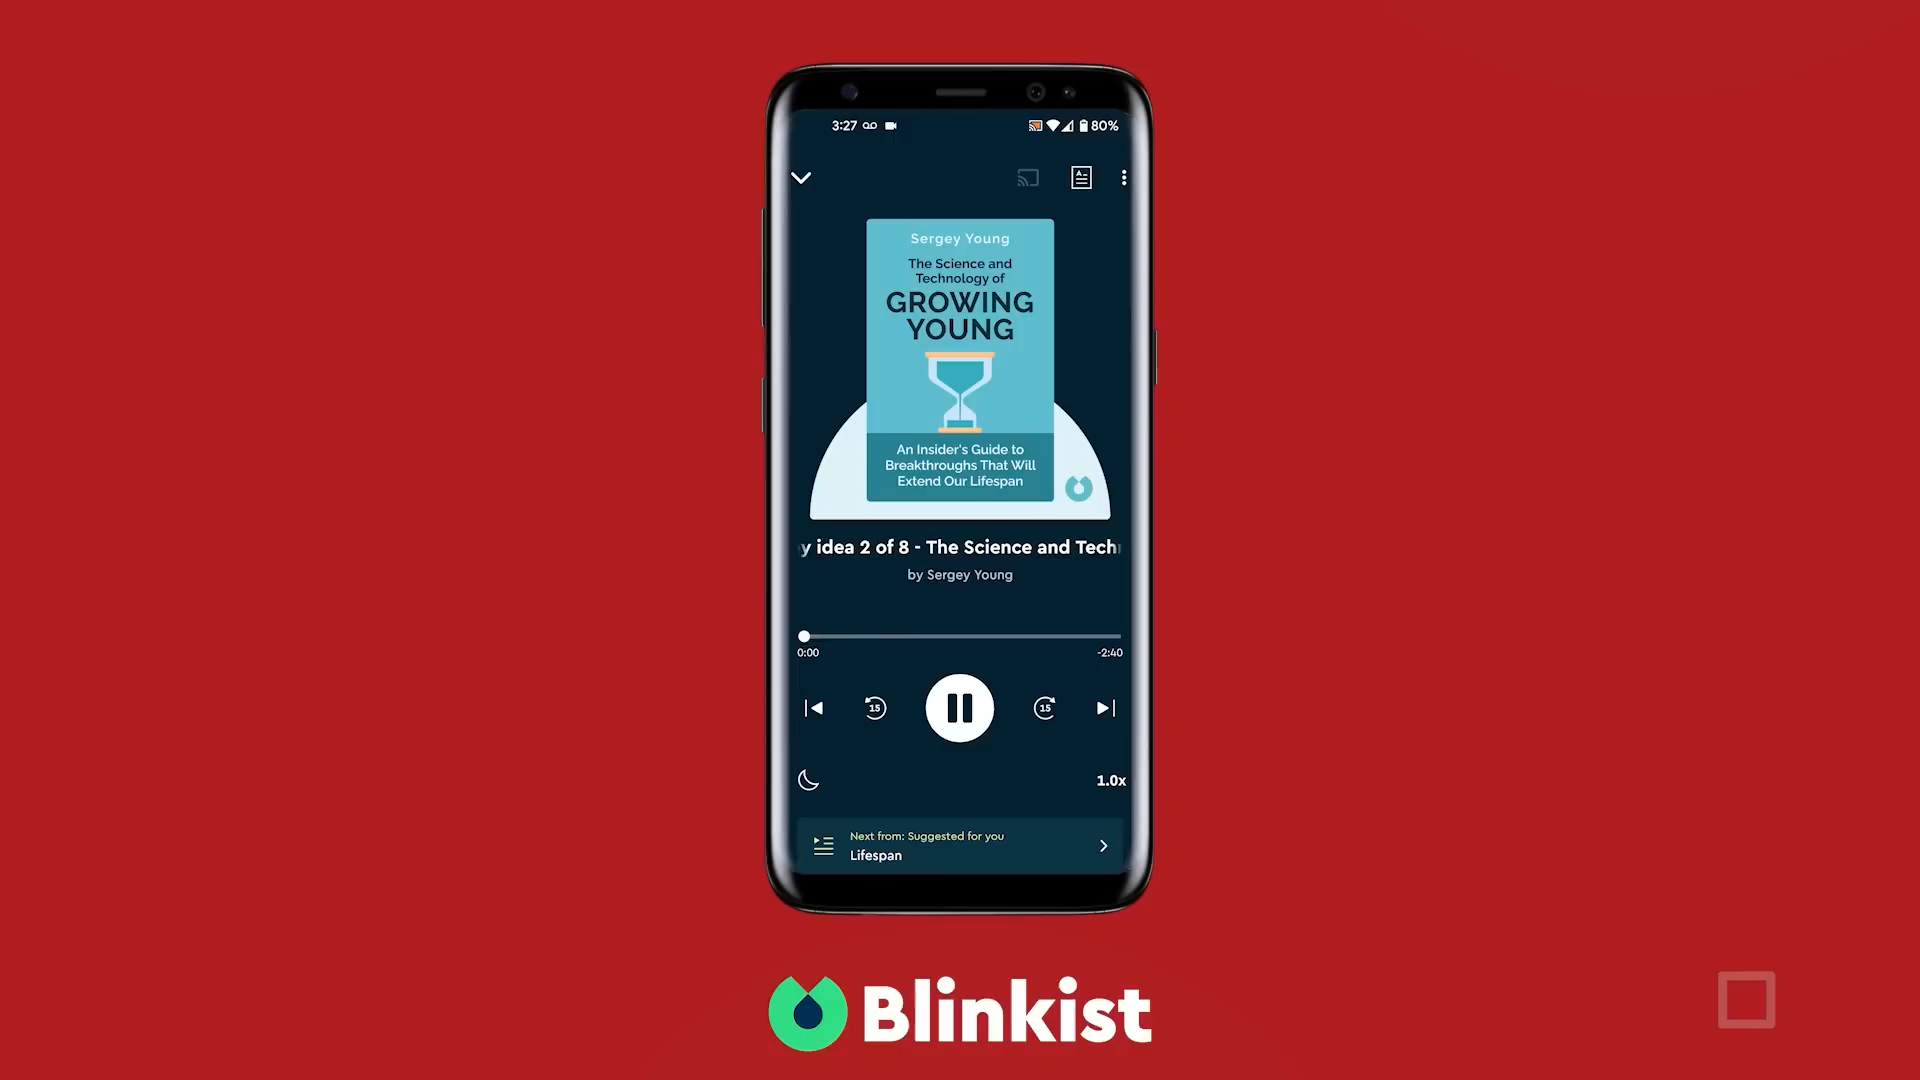 3:27
80%
Sergey Young
The Science and
Technology of
GROWING
YOUNG
An Insider's Guide to
Breakthroughs That Will
Extend Our Lifespan
y idea 2 of 8 - The Science and Tech
by Sergey Young
0:00
-2:40
15
15
1.0x
Next from: Suggested for you
Lifespan
Blinkist